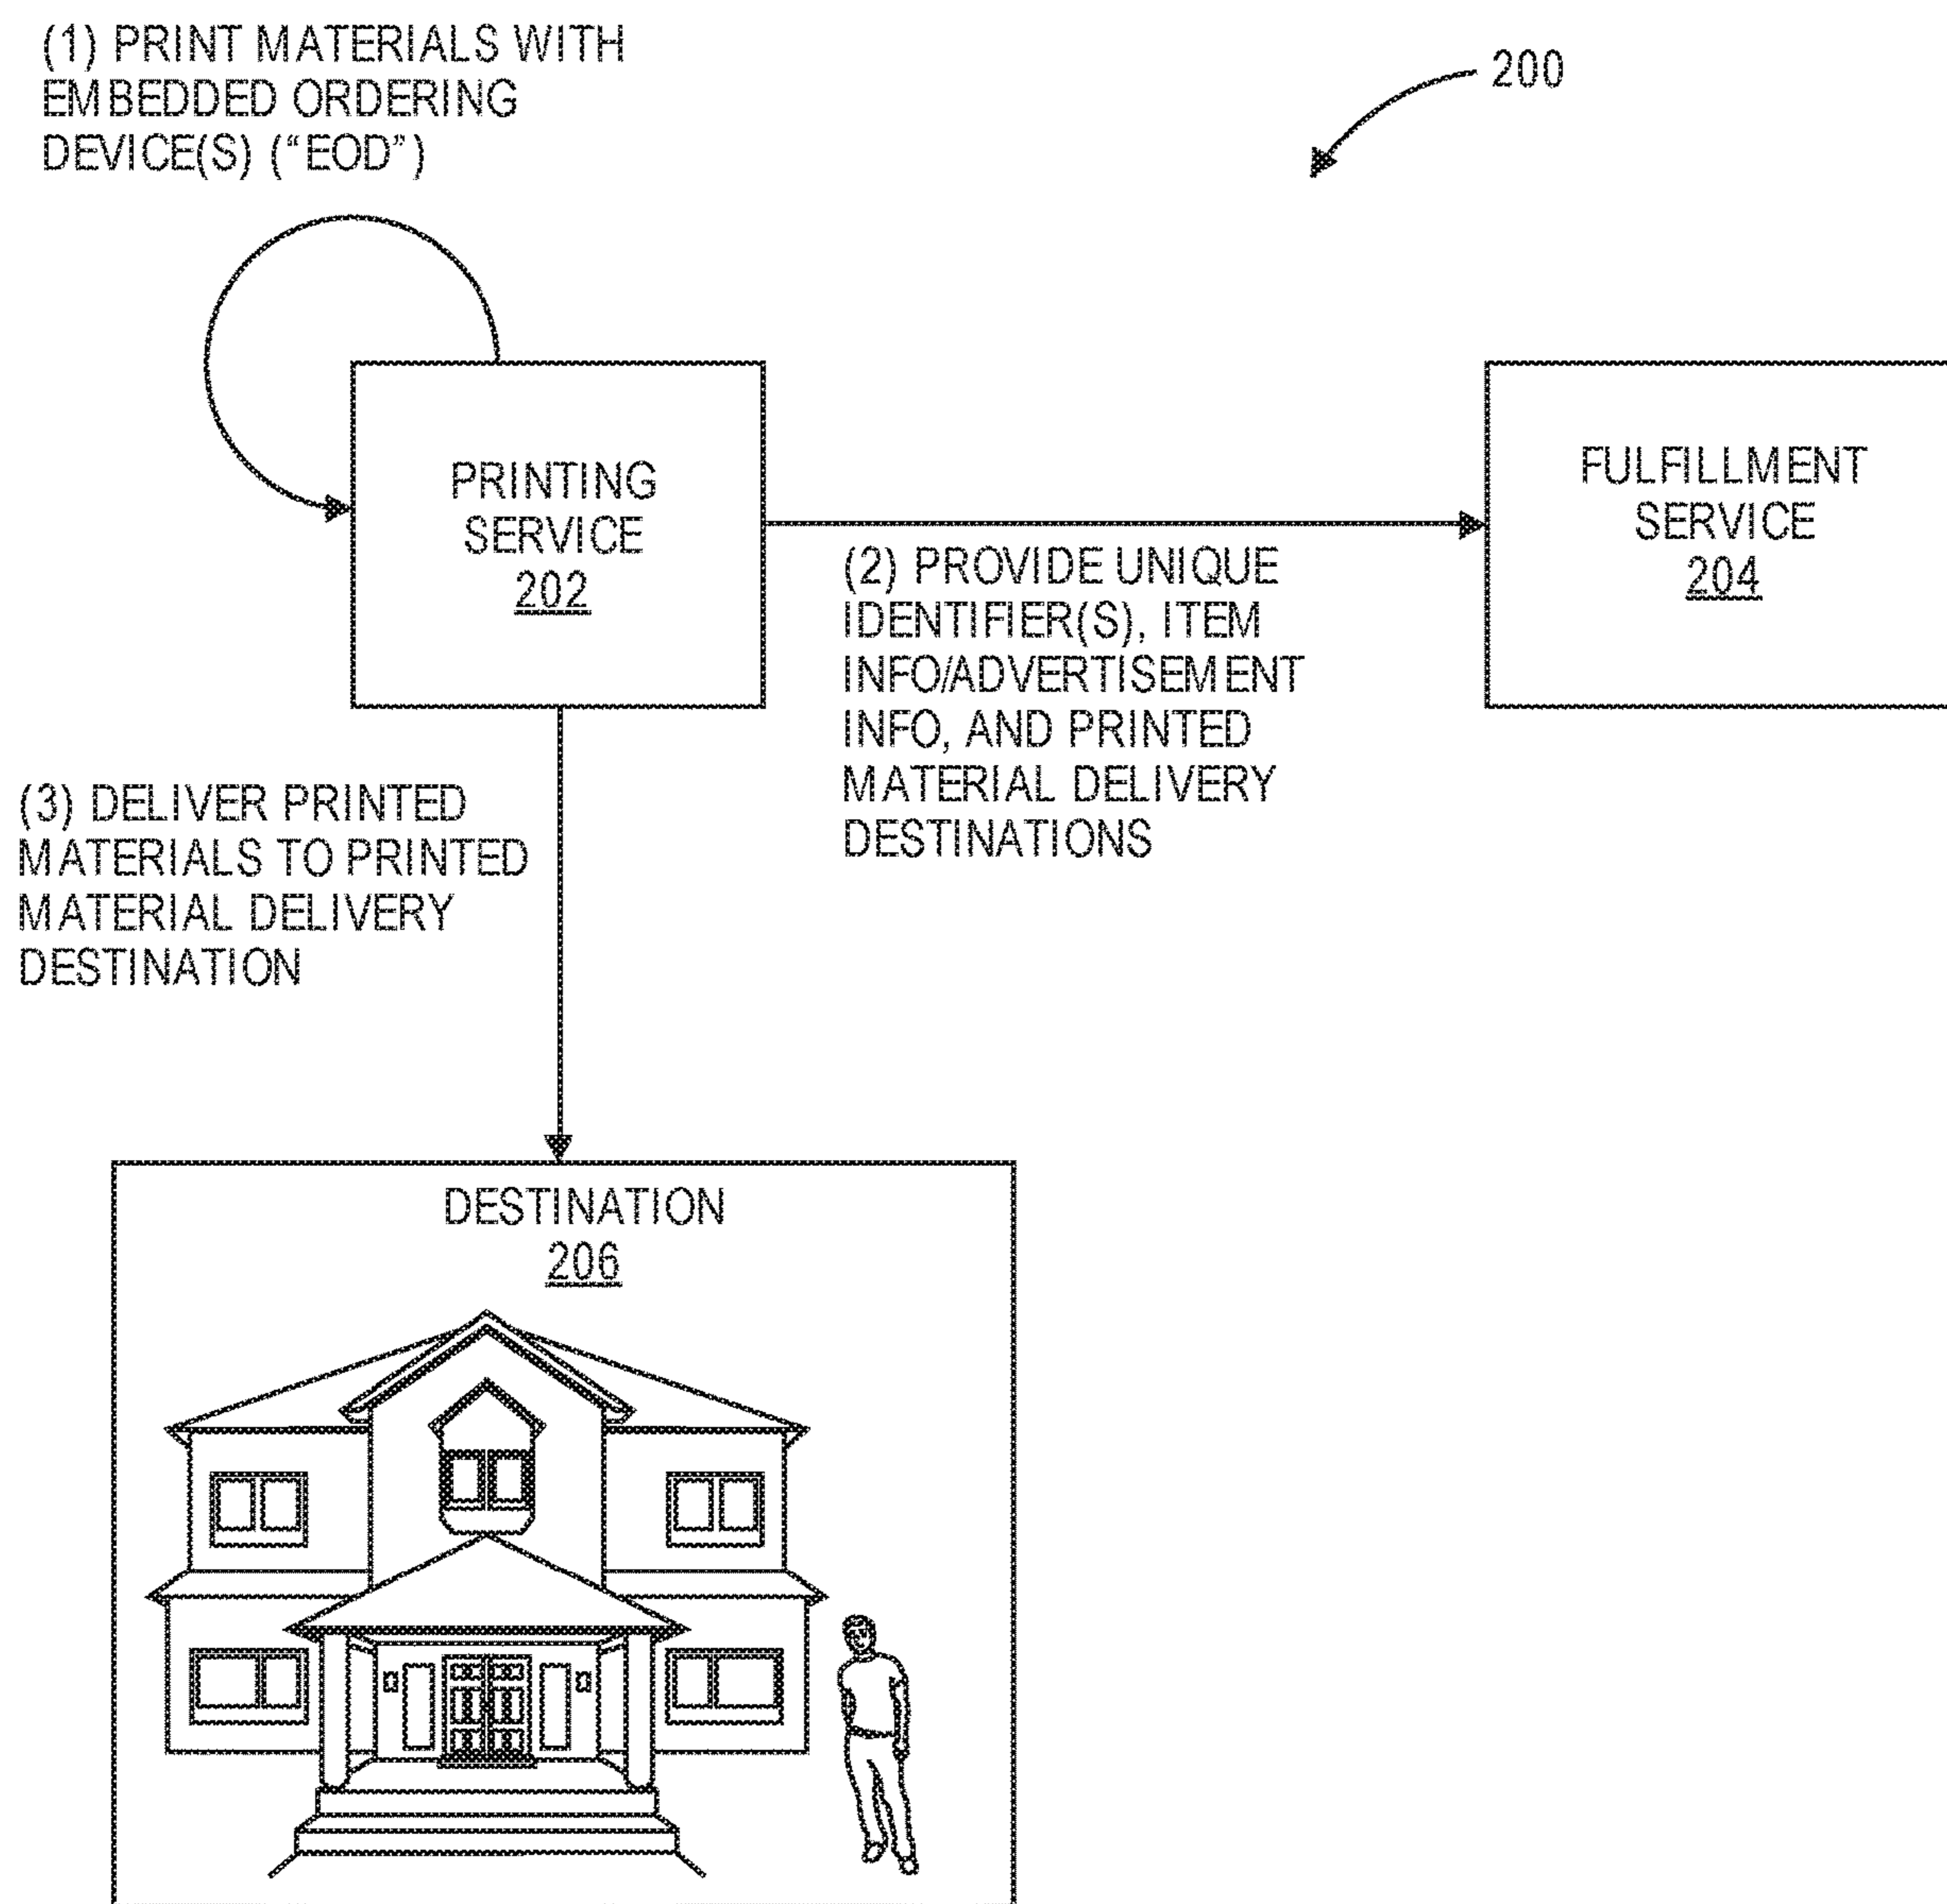 (1) PRINT MATERIALS WITH
EMBEDDED ORDERING
DEVICE(S) (“EOD”)
200
PRINTING
SERVICE
202
FULFILLMENT
SERVICE
204
(2) PROVIDE UNIQUE
IDENTIFIER(S), ITEM
INFO/ADVERTISEMENT
INFO, AND PRINTED
MATERIAL DELIVERY
DESTINATIONS
(3) DELIVER PRINTED
MATERIALS TO PRINTED
MATERIAL DELIVERY
DESTINATION
DESTINATION
206